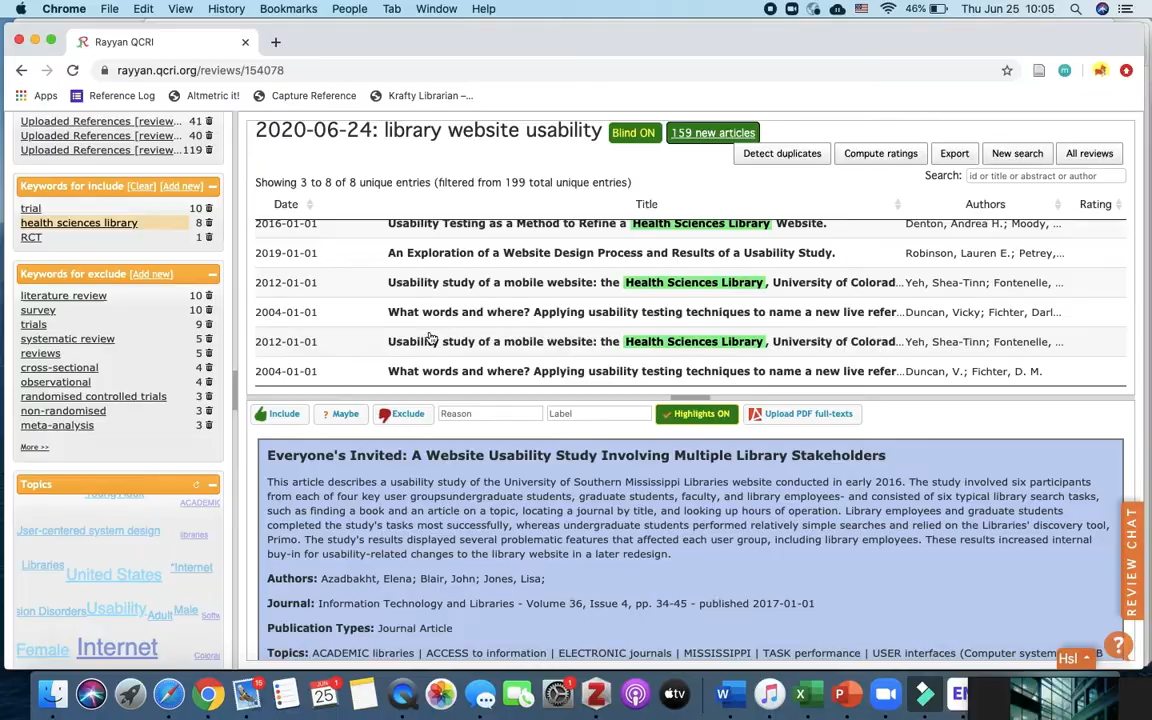 Chrome File Edit View History Bookmarks People Tab Window Help 46% Thu Jun 25 10:05
Rayyan QCRI
rayyan.qcri.org/reviews/154078
Apps Reference Log Altmetric it! Capture Reference Krafty Librarian –...
Uploaded References [review... 41
Uploaded References [review... 40
Uploaded References [review... 119
Keywords for include [Clear] [Add new]
trial 10
health sciences library 8
RCT 1
Keywords for exclude [Add new]
literature review 10
survey 10
trials 9
systematic review 5
reviews 5
cross-sectional 4
observational 4
randomised controlled trials 3
non-randomised 3
meta-analysis 3
More >>
Topics
ACADEMIC
User-centered system design
libraries
Libraries United States *Internet
sion Disorders Usability Adult Male Softw
Female Internet Colora
2020-06-24: library website usability Blind ON 159 new articles
Detect duplicates Compute ratings Export New search All reviews
Showing 3 to 8 of 8 unique entries (filtered from 199 total unique entries) Search: id or title or abstract or author
Date Title Authors Rating
2016-01-01 Usability Testing as a Method to Refine a Health Sciences Library Website. Denton, Andrea H.; Moody, ...
2019-01-01 An Exploration of a Website Design Process and Results of a Usability Study. Robinson, Lauren E.; Petrey,...
2012-01-01 Usability study of a mobile website: the Health Sciences Library, University of Colorad... Yeh, Shea-Tinn; Fontenelle, ...
2004-01-01 What words and where? Applying usability testing techniques to name a new live refer... Duncan, Vicky; Fichter, Darl...
2012-01-01 Usability study of a mobile website: the Health Sciences Library, University of Colorad... Yeh, Shea-Tinn; Fontenelle, ...
2004-01-01 What words and where? Applying usability testing techniques to name a new live refer... Duncan, V.; Fichter, D. M.
Include ? Maybe Exclude Reason Label Highlights ON Upload PDF full-texts
Everyone's Invited: A Website Usability Study Involving Multiple Library Stakeholders
This article describes a usability study of the University of Southern Mississippi Libraries website conducted in early 2016. The study involved six participants
from each of four key user groupsundergraduate students, graduate students, faculty, and library employees- and consisted of six typical library search tasks,
such as finding a book and an article on a topic, locating a journal by title, and looking up hours of operation. Library employees and graduate students
completed the study's tasks most successfully, whereas undergraduate students performed relatively simple searches and relied on the Libraries' discovery tool,
Primo. The study's results displayed several problematic features that affected each user group, including library employees. These results increased internal
buy-in for usability-related changes to the library website in a later redesign.
Authors: Azadbakht, Elena; Blair, John; Jones, Lisa;
Journal: Information Technology and Libraries - Volume 36, Issue 4, pp. 34-45 - published 2017-01-01
Publication Types: Journal Article
Topics: ACADEMIC libraries | ACCESS to information | ELECTRONIC journals | MISSISSIPPI | TASK performance | USER interfaces (Computer system
REVIEW CHAT
?
Hsl
15 JUN 25 1 tv W X P EN